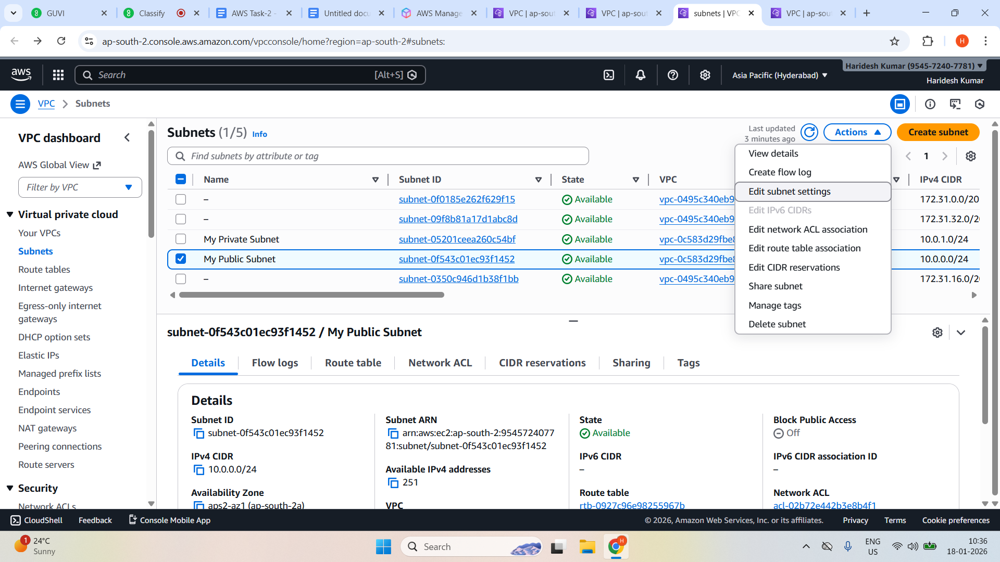 GUVI
Classify
AWS Task-2 -
Untitled docu
AWS Manage
VPC | ap-sout
VPC | ap-sout
subnets | VPC
VPC | ap-sout
ap-south-2.console.aws.amazon.com/vpcconsole/home?region=ap-south-2#subnets:
H
aws
Search
[Alt+S]
Asia Pacific (Hyderabad)
Haridesh Kumar (9545-7240-7781)
Haridesh Kumar
VPC
Subnets
VPC dashboard
AWS Global View
Filter by VPC
Virtual private cloud
Your VPCs
Subnets
Route tables
Internet gateways
Egress-only internet
gateways
DHCP option sets
Elastic IPs
Managed prefix lists
Endpoints
Endpoint services
NAT gateways
Peering connections
Route servers
Security
Network ACLs
Subnets (1/5) Info
Last updated
3 minutes ago
Actions
Create subnet
Find subnets by attribute or tag
1
Name Subnet ID State VPC IPv4 CIDR
– subnet-0f0185e262f629f15 Available vpc-0495c340eb9 172.31.0.0/20
– subnet-09f8b81a17d1abc8d Available vpc-0495c340eb9 172.31.32.0/20
My Private Subnet subnet-05201ceea260c54bf Available vpc-0c583d29fbe8 10.0.1.0/24
My Public Subnet subnet-0f543c01ec93f1452 Available vpc-0c583d29fbe8 10.0.0.0/24
– subnet-0350c946d1b38f1bb Available vpc-0495c340eb9 172.31.16.0/20
View details
Create flow log
Edit subnet settings
Edit IPv6 CIDRs
Edit network ACL association
Edit route table association
Edit CIDR reservations
Share subnet
Manage tags
Delete subnet
subnet-0f543c01ec93f1452 / My Public Subnet
Details Flow logs Route table Network ACL CIDR reservations Sharing Tags
Details
Subnet ID
subnet-0f543c01ec93f1452
IPv4 CIDR
10.0.0.0/24
Availability Zone
aps2-az1 (ap-south-2a)
Subnet ARN
arn:aws:ec2:ap-south-2:9545724077
81:subnet/subnet-0f543c01ec93f1452
Available IPv4 addresses
251
VPC
State
Available
IPv6 CIDR
–
Route table
rtb-0927c96e98255967b
Block Public Access
Off
IPv6 CIDR association ID
–
Network ACL
acl-02b72e442b3e8b4f1
CloudShell Feedback Console Mobile App
© 2026, Amazon Web Services, Inc. or its affiliates. Privacy Terms Cookie preferences
1
24°C
Sunny
Search
H
ENG
US
10:36
18-01-2026